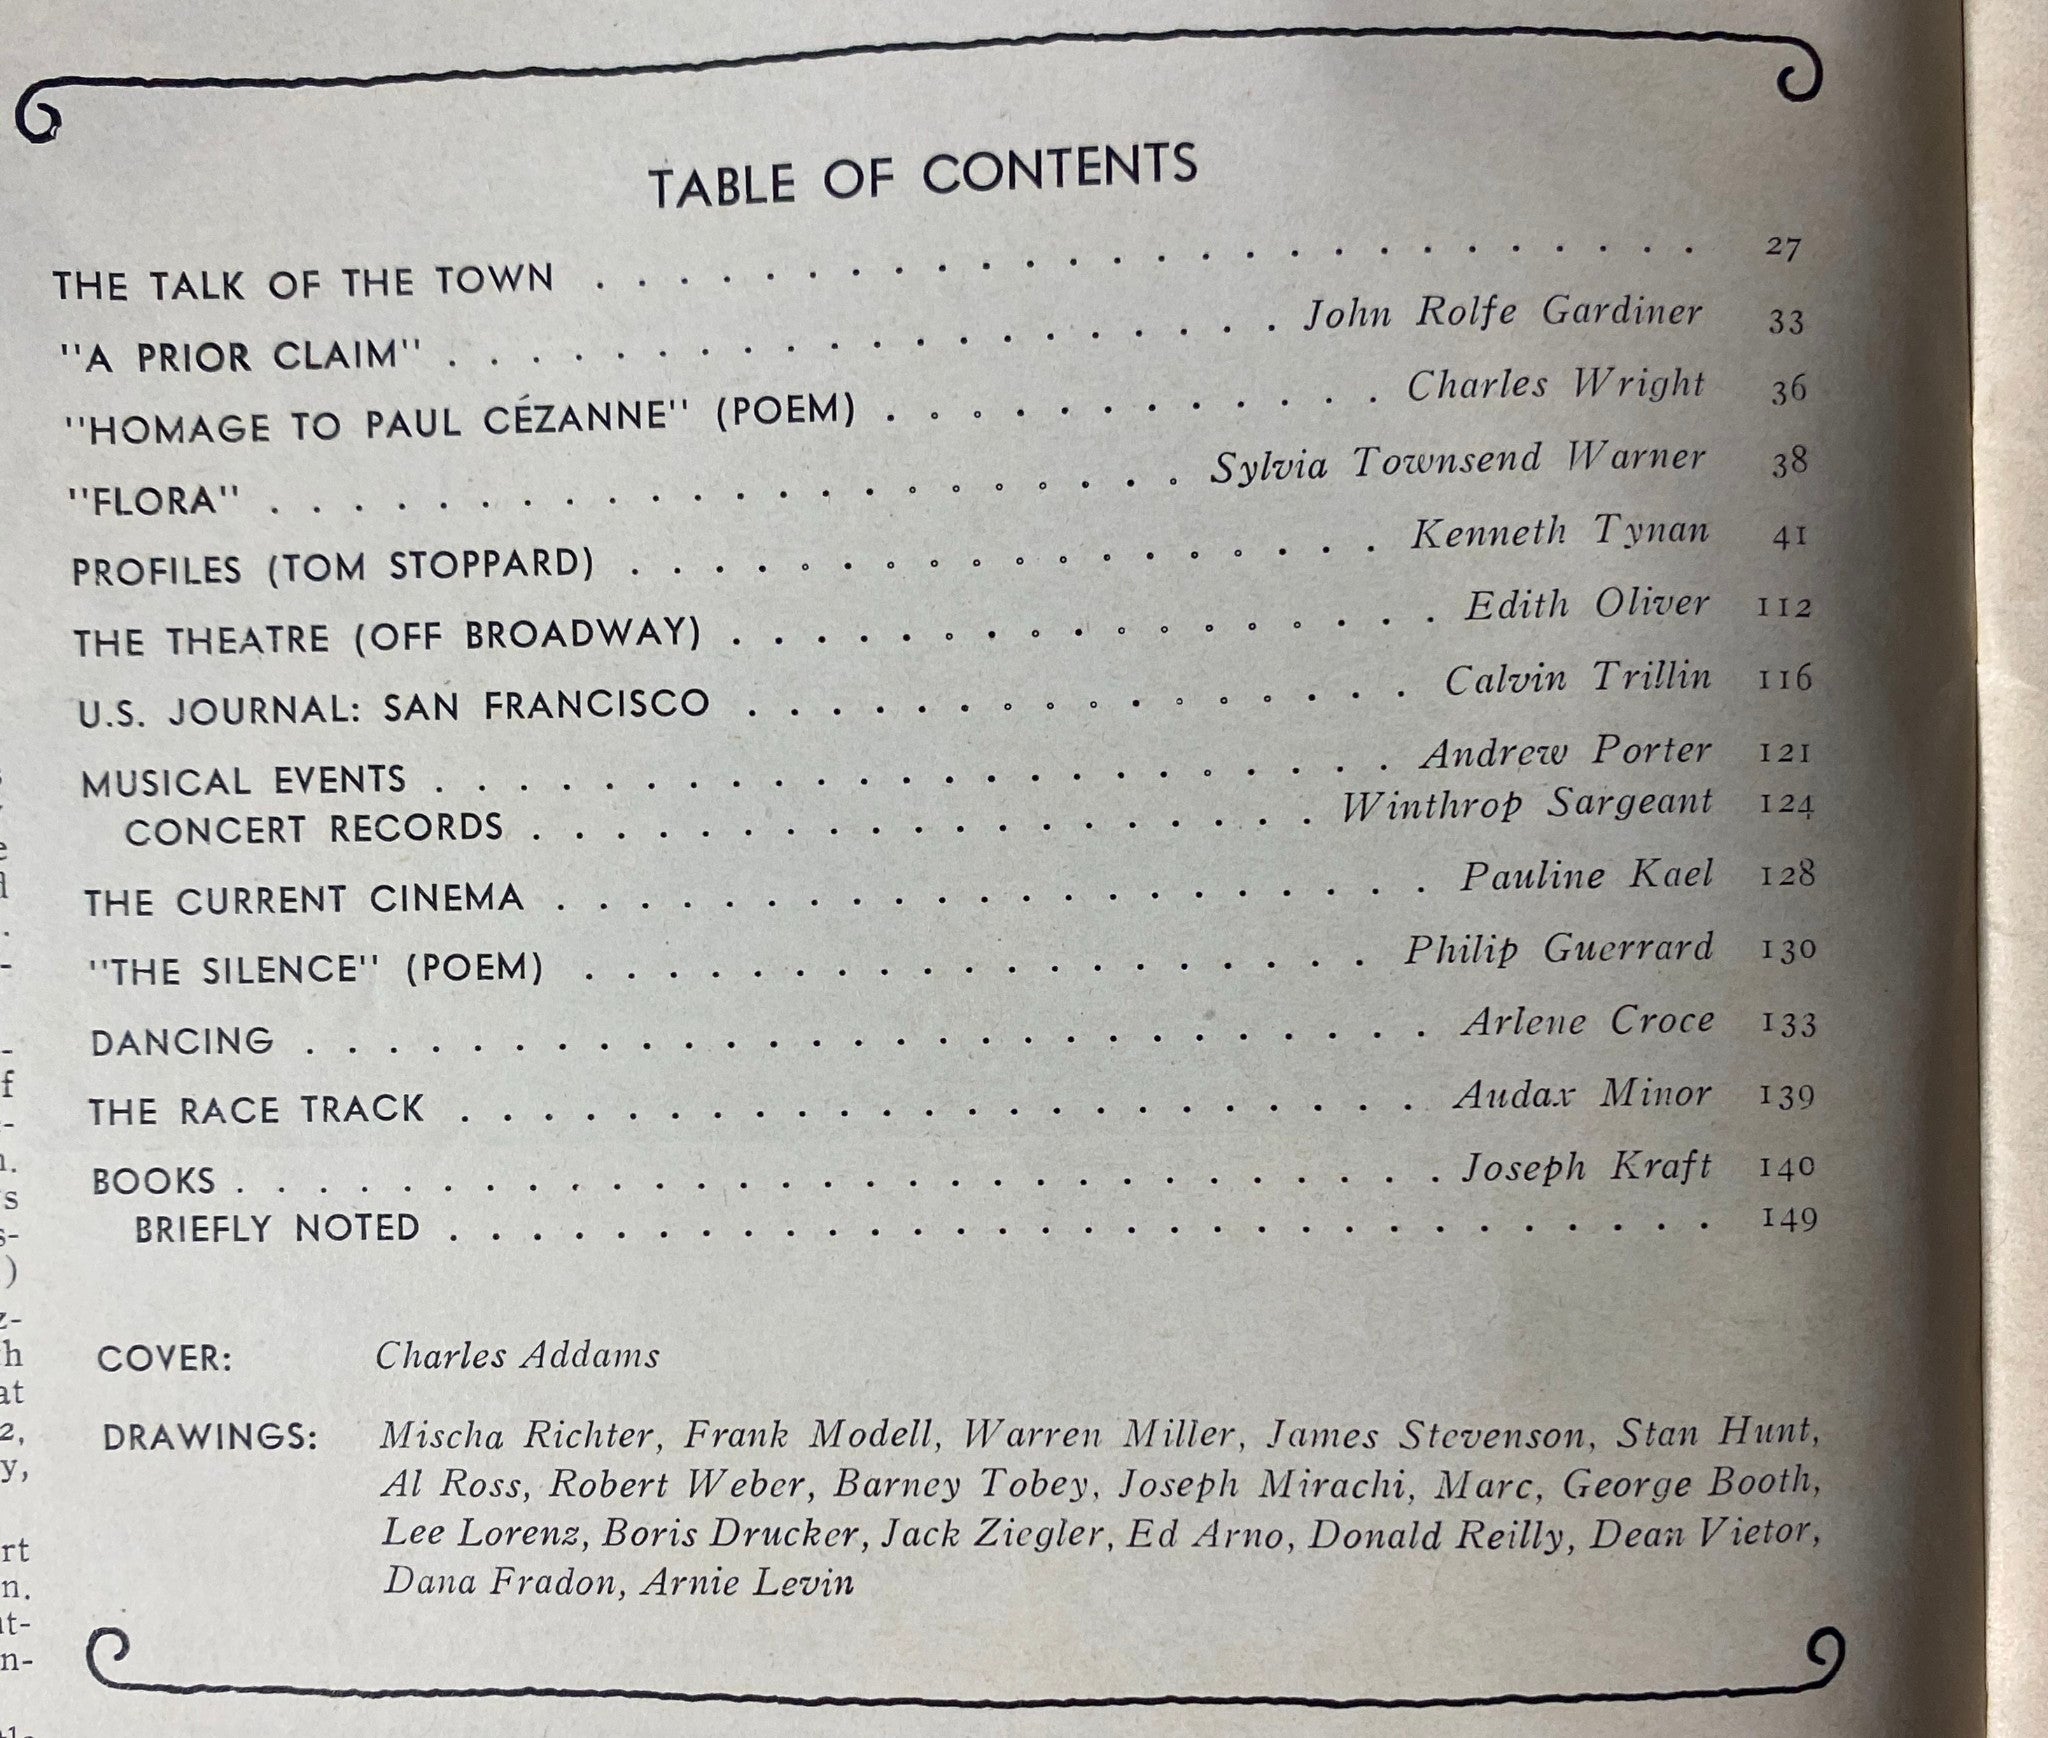 TABLE OF CONTENTS
THE TALK OF THE TOWN . . . . . . . . . . . . . . . . . . . . . . . . . . 27
"A PRIOR CLAIM" . . . . . . . . . . . . . . . . . . . . John Rolfe Gardiner 33
"HOMAGE TO PAUL CÉZANNE" (POEM) . . . . . . . . . . . . Charles Wright 36
"FLORA" . . . . . . . . . . . . . . . . . . . . . . Sylvia Townsend Warner 38
PROFILES (TOM STOPPARD) . . . . . . . . . . . . . . . . . . Kenneth Tynan 41
THE THEATRE (OFF BROADWAY) . . . . . . . . . . . . . . . . . Edith Oliver 112
U.S. JOURNAL: SAN FRANCISCO . . . . . . . . . . . . . . . . Calvin Trillin 116
MUSICAL EVENTS . . . . . . . . . . . . . . . . . . . . . . . Andrew Porter 121
CONCERT RECORDS . . . . . . . . . . . . . . . . . . . Winthrop Sargeant 124
THE CURRENT CINEMA . . . . . . . . . . . . . . . . . . . . . Pauline Kael 128
"THE SILENCE" (POEM) . . . . . . . . . . . . . . . . . . . Philip Guerrard 130
DANCING . . . . . . . . . . . . . . . . . . . . . . . . . . . Arlene Croce 133
THE RACE TRACK . . . . . . . . . . . . . . . . . . . . . . . Audax Minor 139
BOOKS . . . . . . . . . . . . . . . . . . . . . . . . . . . . . Joseph Kraft 140
BRIEFLY NOTED . . . . . . . . . . . . . . . . . . . . . . . . . . . . . . 149
COVER: Charles Addams
DRAWINGS: Mischa Richter, Frank Modell, Warren Miller, James Stevenson, Stan Hunt,
Al Ross, Robert Weber, Barney Tobey, Joseph Mirachi, Marc, George Booth,
Lee Lorenz, Boris Drucker, Jack Ziegler, Ed Arno, Donald Reilly, Dean Vietor,
Dana Fradon, Arnie Levin